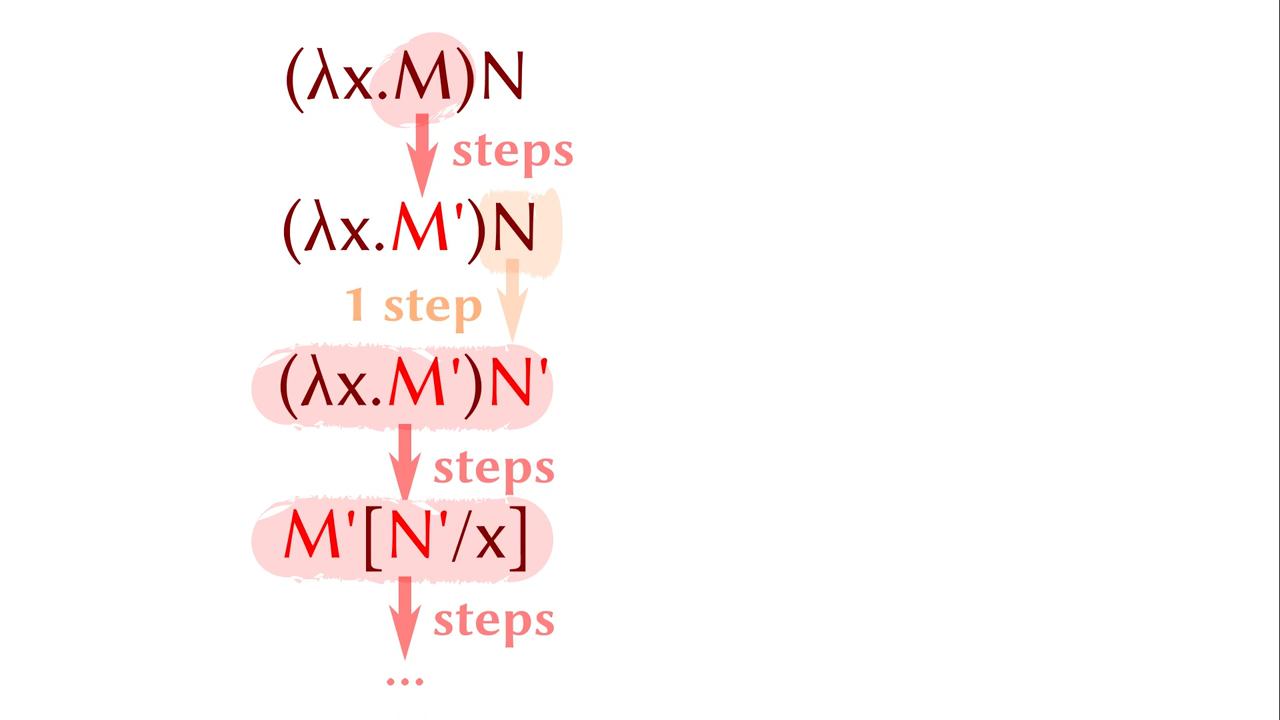 (λx.M)N
steps
(λx.M')N
1 step
(λx.M')N'
steps
M'[N'/x]
steps
...